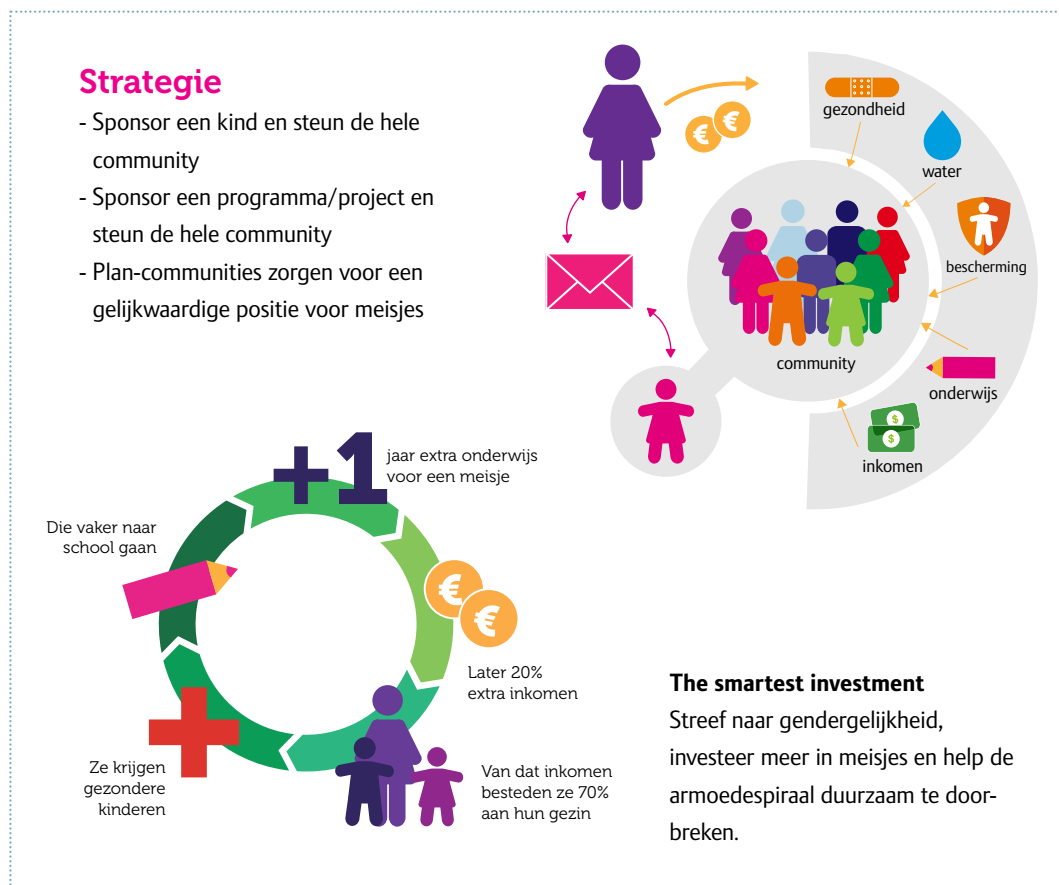 Strategie
- Sponsor een kind en steun de hele
community
- Sponsor een programma/project en
steun de hele community
- Plan-communities zorgen voor een
gelijkwaardige positie voor meisjes
€
€
gezondheid
water
bescherming
community
onderwijs
$
$
inkomen
+1
jaar extra onderwijs
voor een meisje
Die vaker naar
school gaan
€
€
Later 20%
extra inkomen
Ze krijgen
gezondere
kinderen
Van dat inkomen
besteden ze 70%
aan hun gezin
The smartest investment
Streef naar gendergelijkheid,
investeer meer in meisjes en help de
armoedespiraal duurzaam te door-
breken.